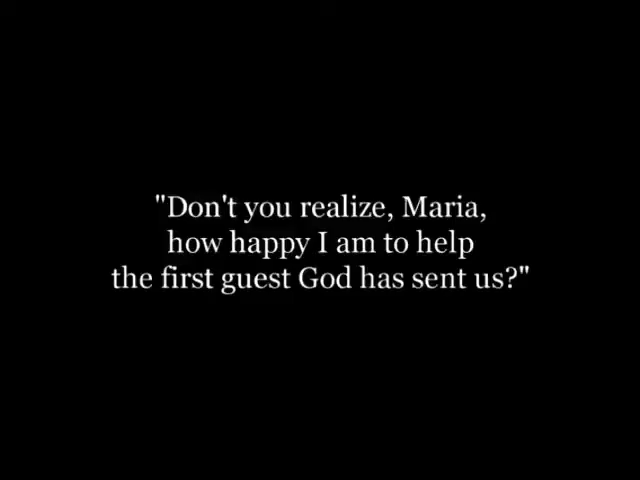 "Don't you realize, Maria,
how happy I am to help
the first guest God has sent us?"